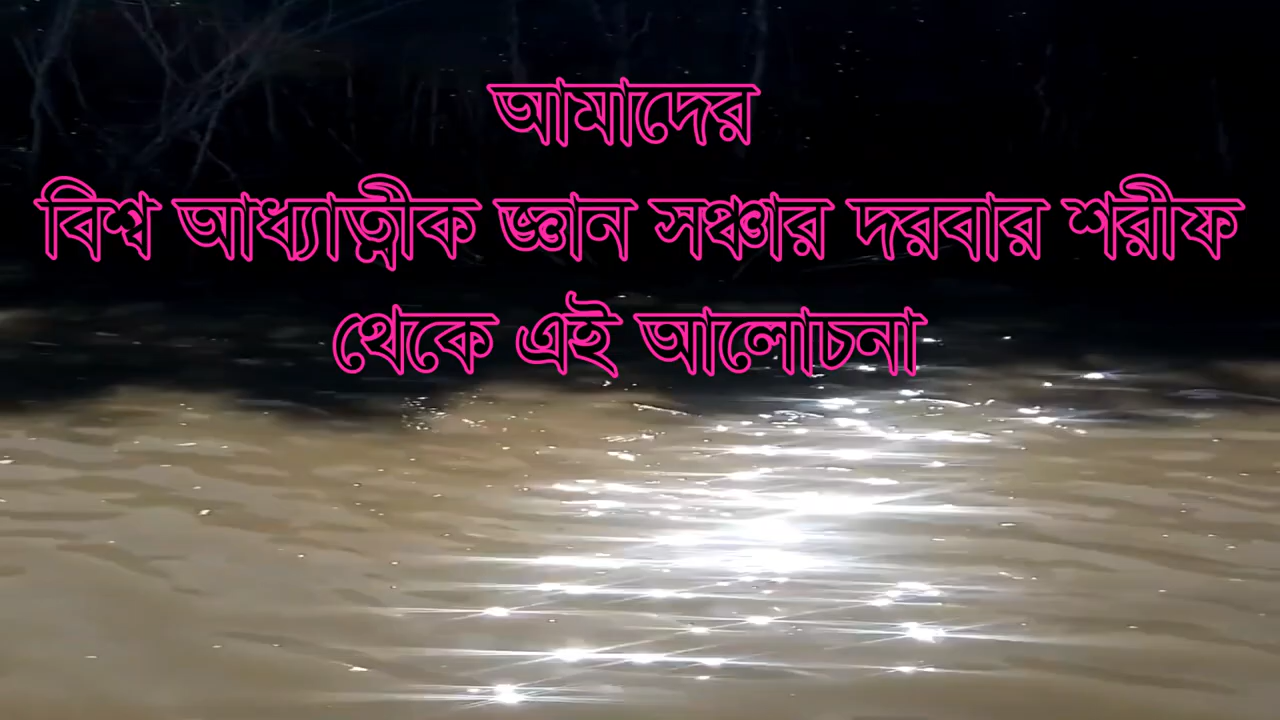 আমাদের
বিশ্ব আধ্যাত্নীক জ্ঞান সঞ্চার দরবার শরীফ
থেকে এই আলোচনা